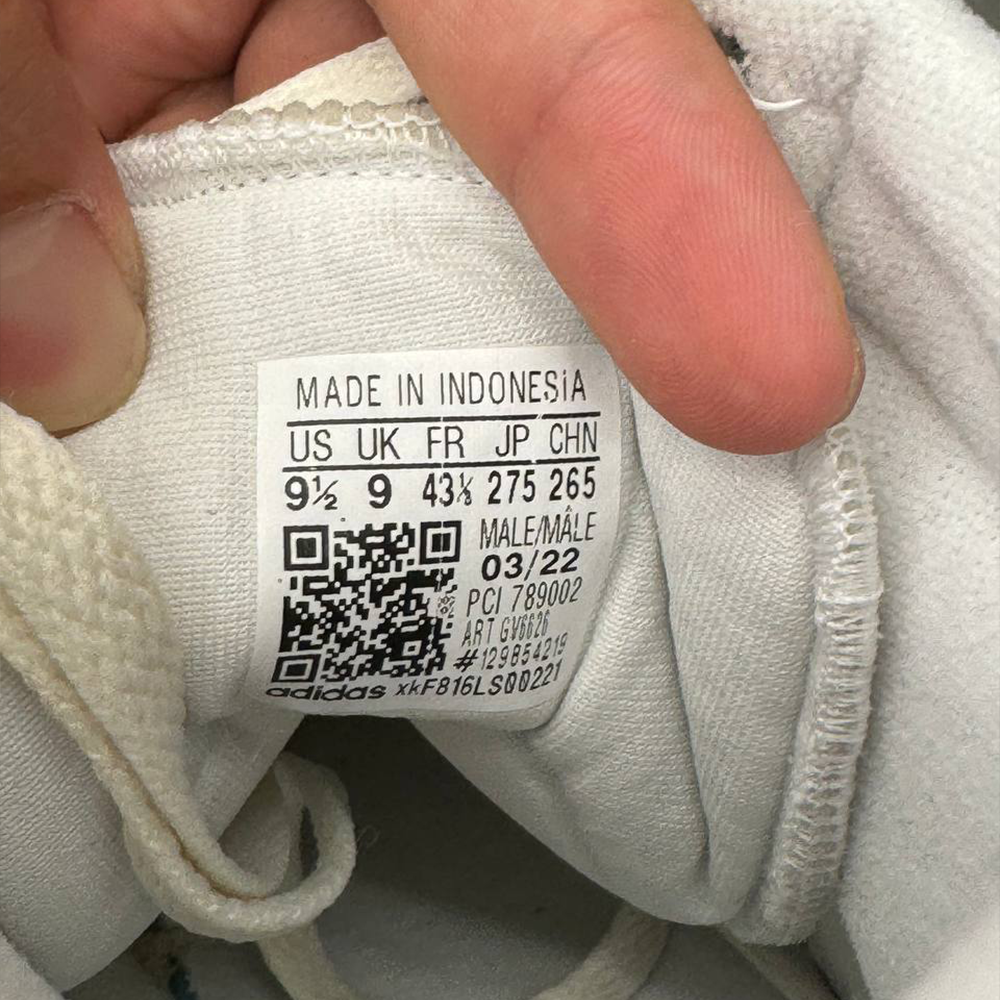 MADE IN INDONESiA
US UK FR JP CHN
9½ 9 43⅓ 275 265
MALE/MÂLE
03/22
PCI 789002
ART GV6626
#129854219
adidas xkF816LS00221